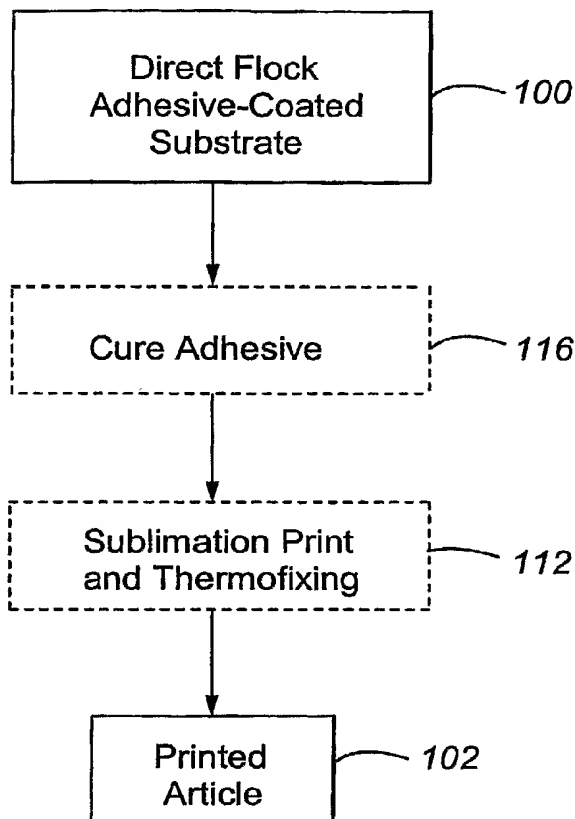 Direct Flock
Adhesive-Coated
Substrate
100
Cure Adhesive
116
Sublimation Print
and Thermofixing
112
Printed
Article
102